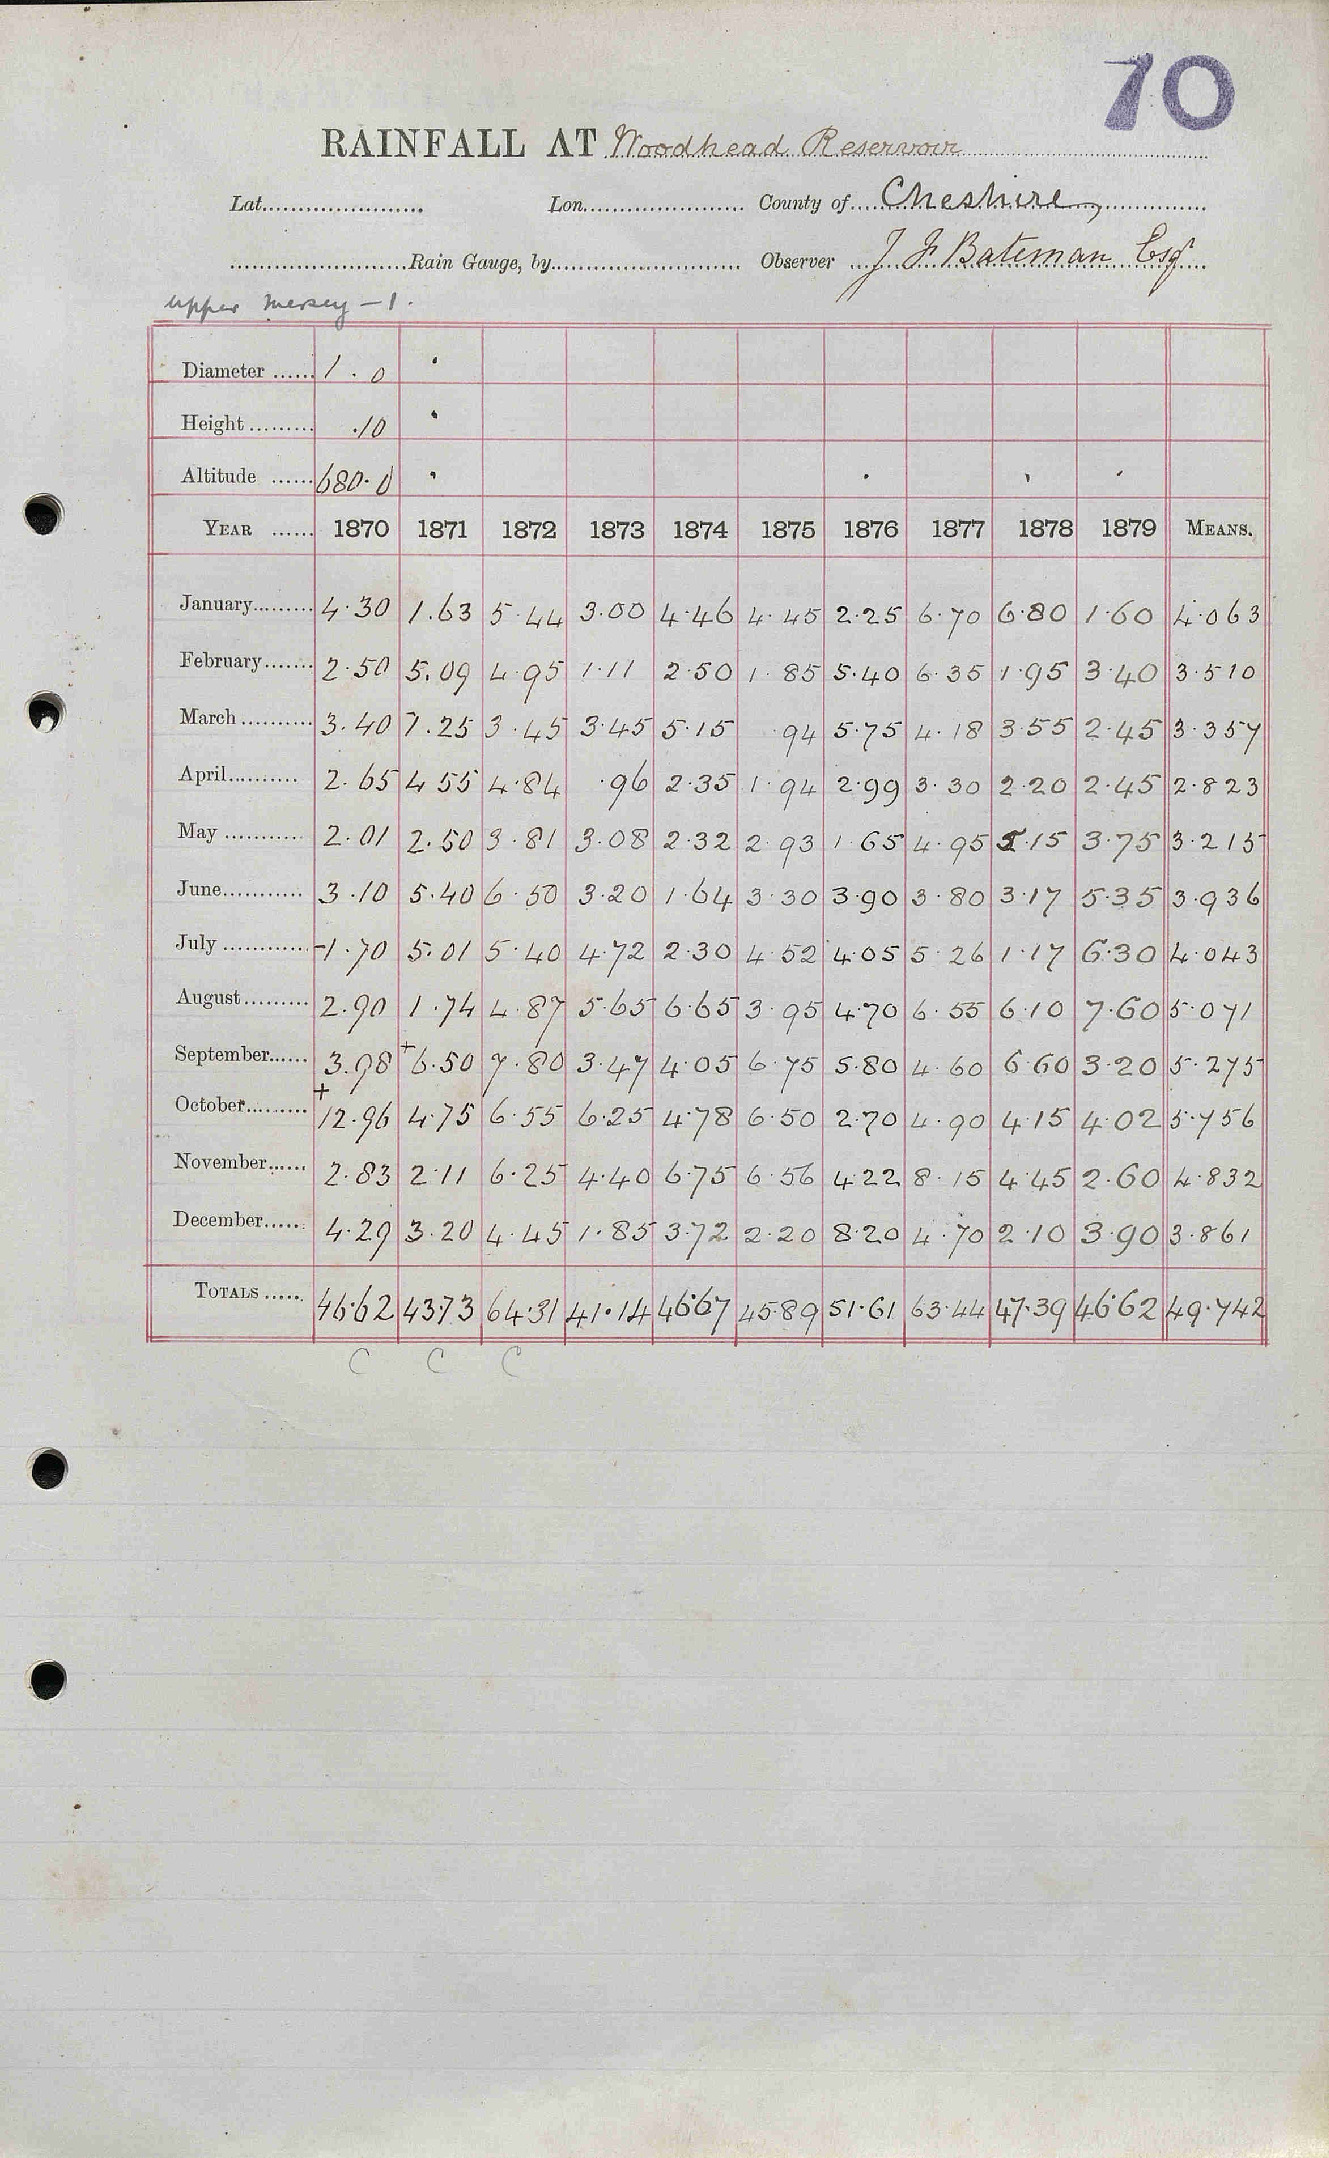 70
RAINFALL AT Woodhead Reservoir
Lat. Lon. County of Cheshire
Rain Gauge, by Observer J F Bateman Esq
Upper Mersey – 1.
Diameter 1.0
Height .10
Altitude 680.0
YEAR 1870 1871 1872 1873 1874 1875 1876 1877 1878 1879 MEANS.
January 4.30 1.63 5.44 3.00 4.46 4.45 2.25 6.70 6.80 1.60 4.063
February 2.50 5.09 4.95 1.11 2.50 1.85 5.40 6.35 1.95 3.40 3.510
March 3.40 7.25 3.45 3.45 5.15 .94 5.75 4.18 3.55 2.45 3.357
April 2.65 4.55 4.84 .96 2.35 1.94 2.99 3.30 2.20 2.45 2.823
May 2.01 2.50 3.81 3.08 2.32 2.93 1.65 4.95 5.15 3.75 3.215
June 3.10 5.40 6.50 3.20 1.64 3.30 3.90 3.80 3.17 5.35 3.936
July 1.70 5.01 5.40 4.72 2.30 4.52 4.05 5.26 1.17 6.30 4.043
August 2.90 1.74 4.87 5.65 6.65 3.95 4.70 6.55 6.10 7.60 5.071
September 3.98 +6.50 7.80 3.47 4.05 6.75 5.80 4.60 6.60 3.20 5.275
October +12.96 4.75 6.55 6.25 4.78 6.50 2.70 4.90 4.15 4.02 5.756
November 2.83 2.11 6.25 4.40 6.75 6.56 4.22 8.15 4.45 2.60 4.832
December 4.29 3.20 4.45 1.85 3.72 2.20 8.20 4.70 2.10 3.90 3.861
TOTALS 46.62 43.73 64.31 41.14 46.67 45.89 51.61 63.44 47.39 46.62 49.742
C C C